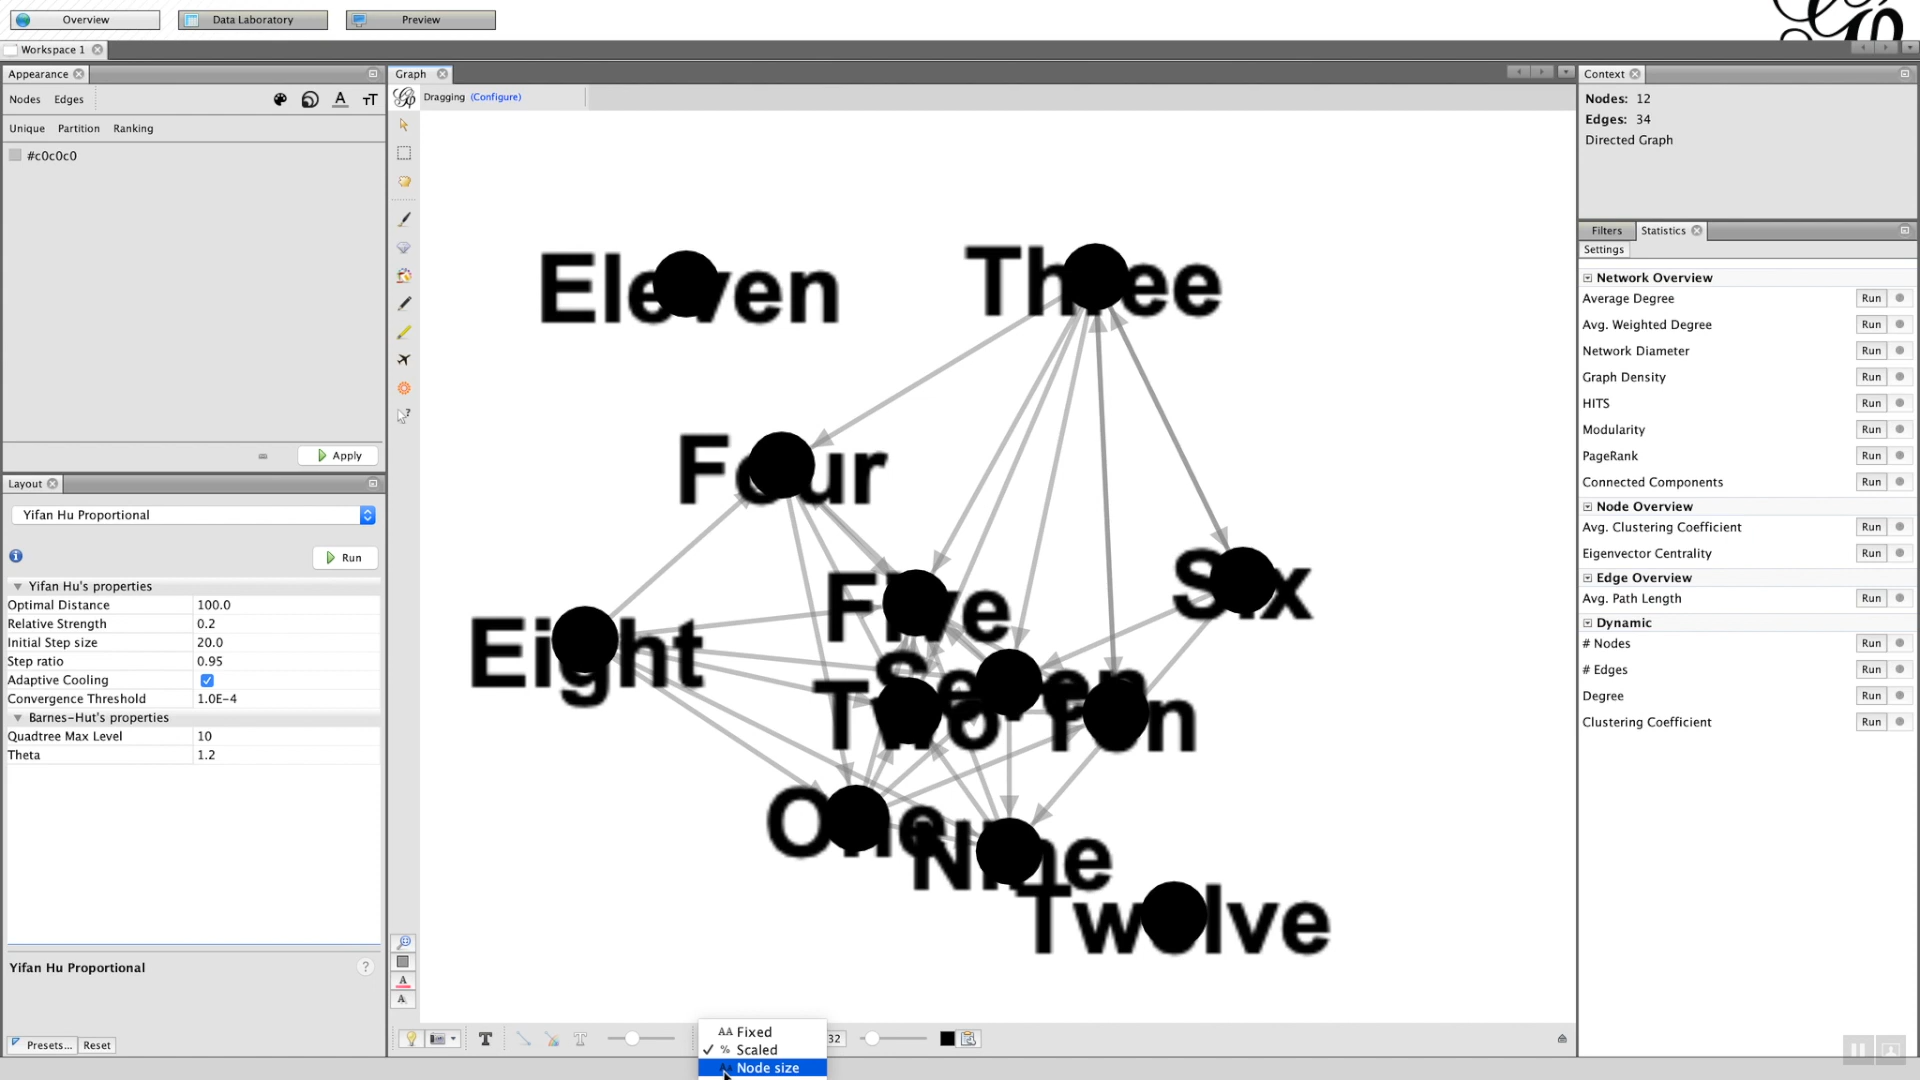 Overview
Data Laboratory
Preview
Workspace 1
Appearance
Nodes Edges
Unique Partition Ranking
#c0c0c0
Apply
Layout
Yifan Hu Proportional
Run
Yifan Hu's properties
Optimal Distance 100.0
Relative Strength 0.2
Initial Step size 20.0
Step ratio 0.95
Adaptive Cooling
Convergence Threshold 1.0E-4
Barnes-Hut's properties
Quadtree Max Level 10
Theta 1.2
Yifan Hu Proportional
Presets... Reset
Graph
Dragging (Configure)
Eleven
Three
Four
Five
Six
Eight
Seven
Two
Ten
One
Nine
Twelve
Fixed
Scaled
Node size
32
Context
Nodes: 12
Edges: 34
Directed Graph
Filters
Statistics
Settings
Network Overview
Average Degree Run
Avg. Weighted Degree Run
Network Diameter Run
Graph Density Run
HITS Run
Modularity Run
PageRank Run
Connected Components Run
Node Overview
Avg. Clustering Coefficient Run
Eigenvector Centrality Run
Edge Overview
Avg. Path Length Run
Dynamic
# Nodes Run
# Edges Run
Degree Run
Clustering Coefficient Run